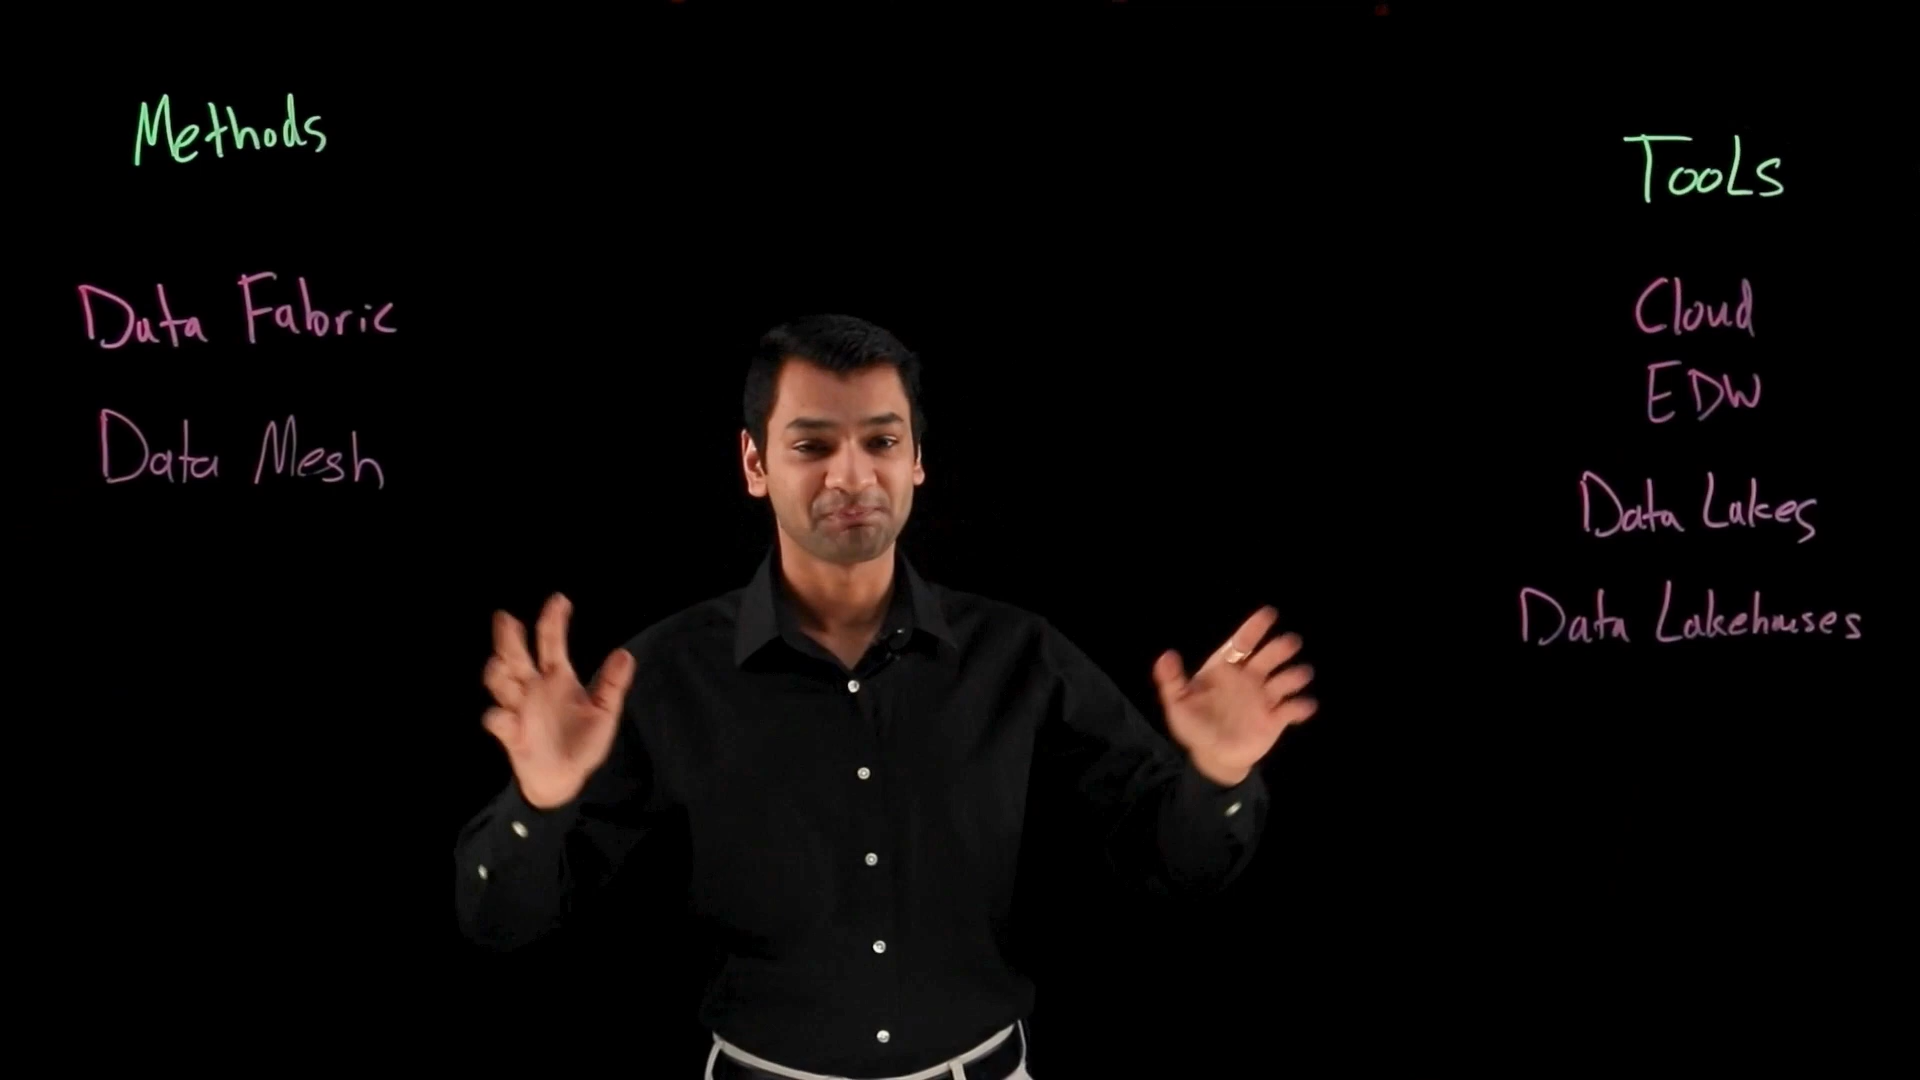 Methods
Data Fabric
Data Mesh
Tools
Cloud
EDW
Data Lakes
Data Lakehouses